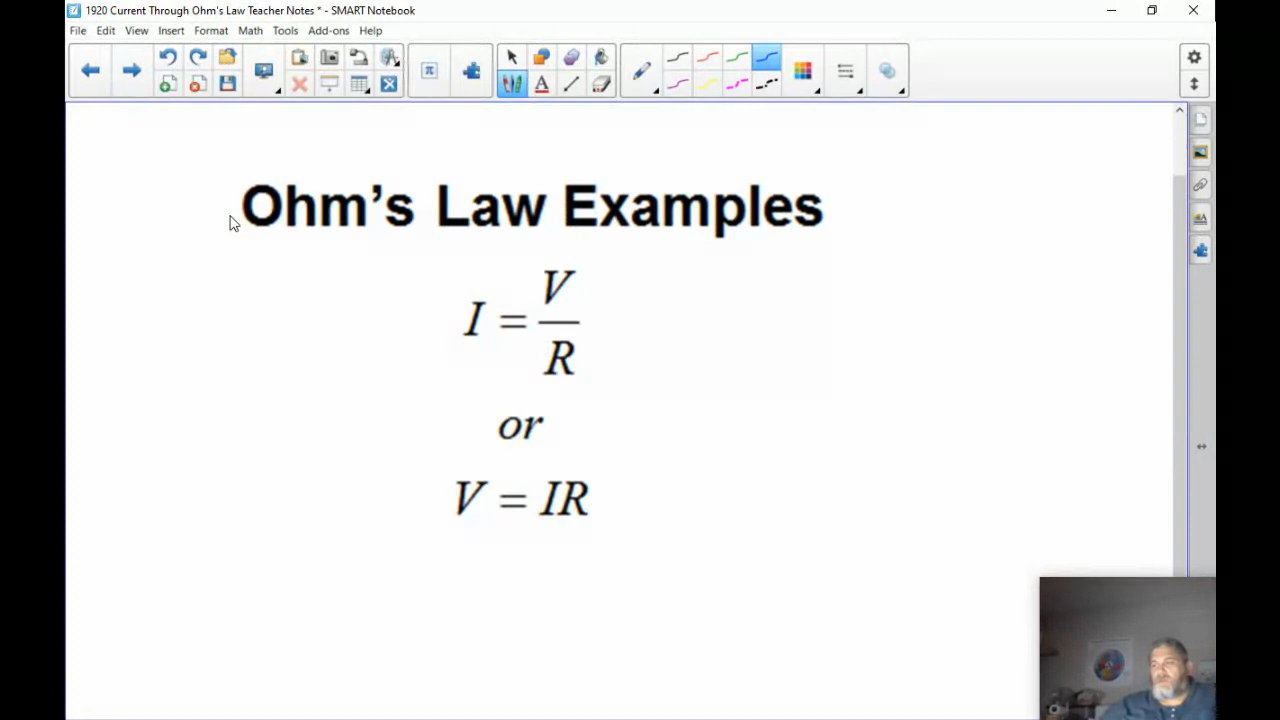 1920 Current Through Ohm's Law Teacher Notes * - SMART Notebook
File Edit View Insert Format Math Tools Add-ons Help
Ohm's Law Examples
I = V/R
or
V = IR